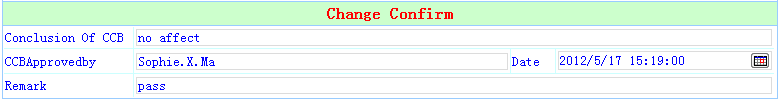 Change Confirm
Conclusion Of CCB no affect
CCBApprovedby Sophie.X.Ma Date 2012/5/17 15:19:00
Remark pass